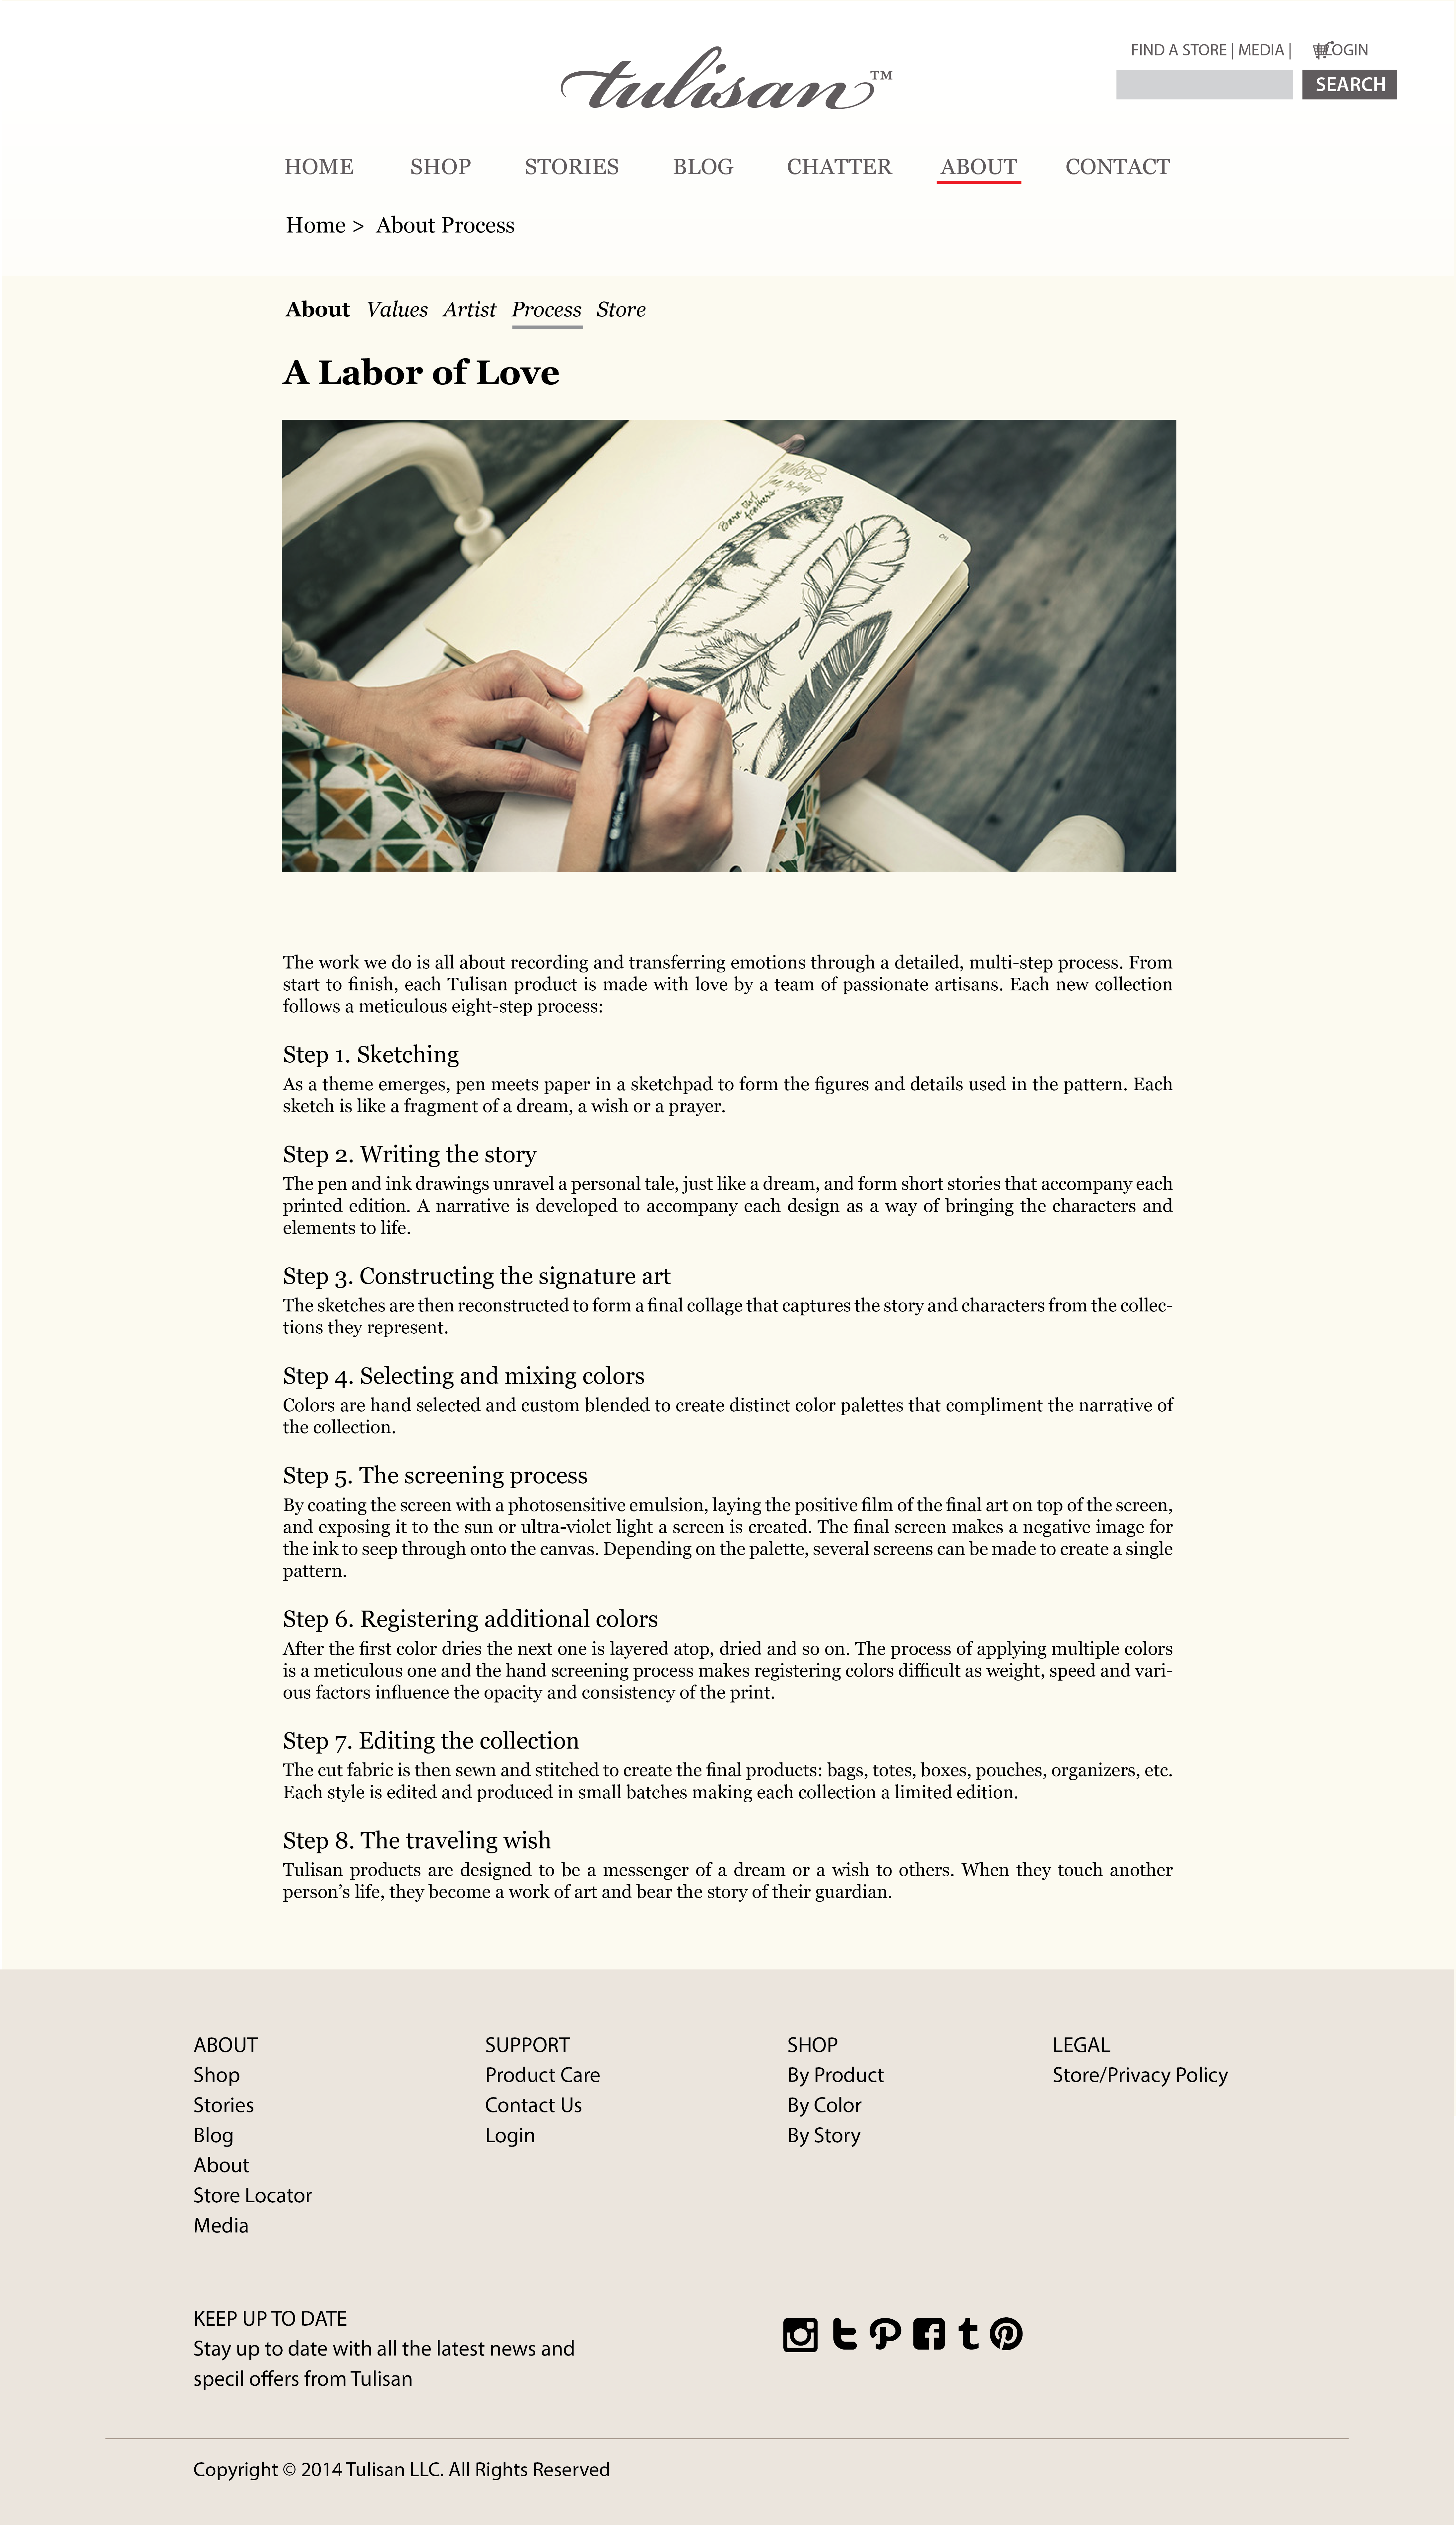 tulisan™
FIND A STORE | MEDIA | LOGIN
SEARCH
HOME SHOP STORIES BLOG CHATTER ABOUT CONTACT
Home > About Process
About Values Artist Process Store
A Labor of Love
Barn owl
feathers
The work we do is all about recording and transferring emotions through a detailed, multi-step process. From
start to finish, each Tulisan product is made with love by a team of passionate artisans. Each new collection
follows a meticulous eight-step process:
Step 1. Sketching
As a theme emerges, pen meets paper in a sketchpad to form the figures and details used in the pattern. Each
sketch is like a fragment of a dream, a wish or a prayer.
Step 2. Writing the story
The pen and ink drawings unravel a personal tale, just like a dream, and form short stories that accompany each
printed edition. A narrative is developed to accompany each design as a way of bringing the characters and
elements to life.
Step 3. Constructing the signature art
The sketches are then reconstructed to form a final collage that captures the story and characters from the collec-
tions they represent.
Step 4. Selecting and mixing colors
Colors are hand selected and custom blended to create distinct color palettes that compliment the narrative of
the collection.
Step 5. The screening process
By coating the screen with a photosensitive emulsion, laying the positive film of the final art on top of the screen,
and exposing it to the sun or ultra-violet light a screen is created. The final screen makes a negative image for
the ink to seep through onto the canvas. Depending on the palette, several screens can be made to create a single
pattern.
Step 6. Registering additional colors
After the first color dries the next one is layered atop, dried and so on. The process of applying multiple colors
is a meticulous one and the hand screening process makes registering colors difficult as weight, speed and vari-
ous factors influence the opacity and consistency of the print.
Step 7. Editing the collection
The cut fabric is then sewn and stitched to create the final products: bags, totes, boxes, pouches, organizers, etc.
Each style is edited and produced in small batches making each collection a limited edition.
Step 8. The traveling wish
Tulisan products are designed to be a messenger of a dream or a wish to others. When they touch another
person's life, they become a work of art and bear the story of their guardian.
ABOUT
Shop
Stories
Blog
About
Store Locator
Media
SUPPORT
Product Care
Contact Us
Login
SHOP
By Product
By Color
By Story
LEGAL
Store/Privacy Policy
KEEP UP TO DATE
Stay up to date with all the latest news and
specil offers from Tulisan
Copyright © 2014 Tulisan LLC. All Rights Reserved